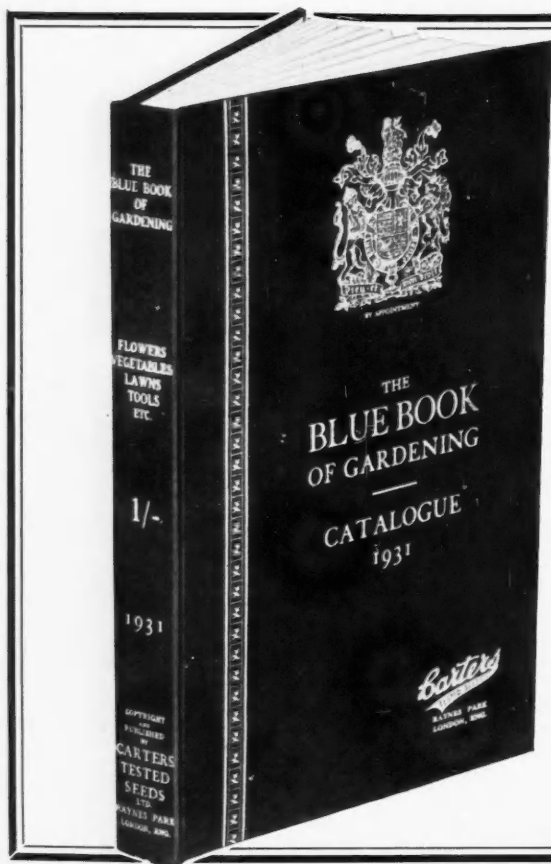 THE
BLUE BOOK
OF
GARDENING
FLOWERS
VEGETABLES
LAWNS
TOOLS
ETC.
1/-
1931
COPYRIGHT
AND
PUBLISHED
BY
CARTERS
TESTED
SEEDS
LTD.
RAYNES PARK
LONDON, ENG.
BY APPOINTMENT
THE
BLUE BOOK
OF GARDENING
CATALOGUE
1931
Carters
RAYNES PARK
LONDON, ENG.